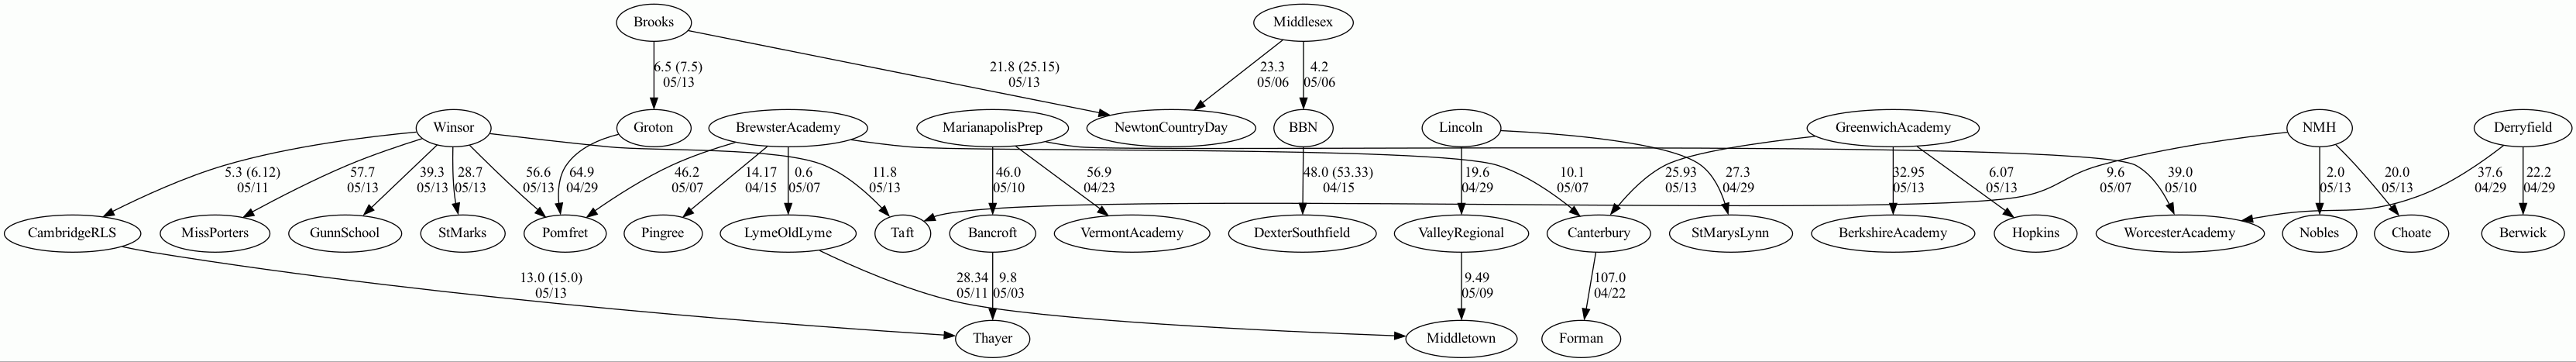 Brooks
Middlesex
6.5 (7.5)
05/13
21.8 (25.15)
05/13
23.3
05/06
4.2
05/06
Winsor
Groton
BrewsterAcademy
MarianapolisPrep
NewtonCountryDay
BBN
Lincoln
GreenwichAcademy
NMH
Derryfield
5.3 (6.12)
05/11
57.7
05/13
39.3
05/13
28.7
05/13
56.6
05/13
64.9
04/29
46.2
05/07
14.17
04/15
0.6
05/07
11.8
05/13
46.0
05/10
56.9
04/23
48.0 (53.33)
04/15
19.6
04/29
10.1
05/07
25.93
05/13
27.3
04/29
32.95
05/13
6.07
05/13
9.6
05/07
39.0
05/10
2.0
05/13
20.0
05/13
37.6
04/29
22.2
04/29
CambridgeRLS
MissPorters
GunnSchool
StMarks
Pomfret
Pingree
LymeOldLyme
Taft
Bancroft
VermontAcademy
DexterSouthfield
ValleyRegional
Canterbury
StMarysLynn
BerkshireAcademy
Hopkins
WorcesterAcademy
Nobles
Choate
Berwick
13.0 (15.0)
05/13
28.34
05/11
9.8
05/03
9.49
05/09
107.0
04/22
Thayer
Middletown
Forman